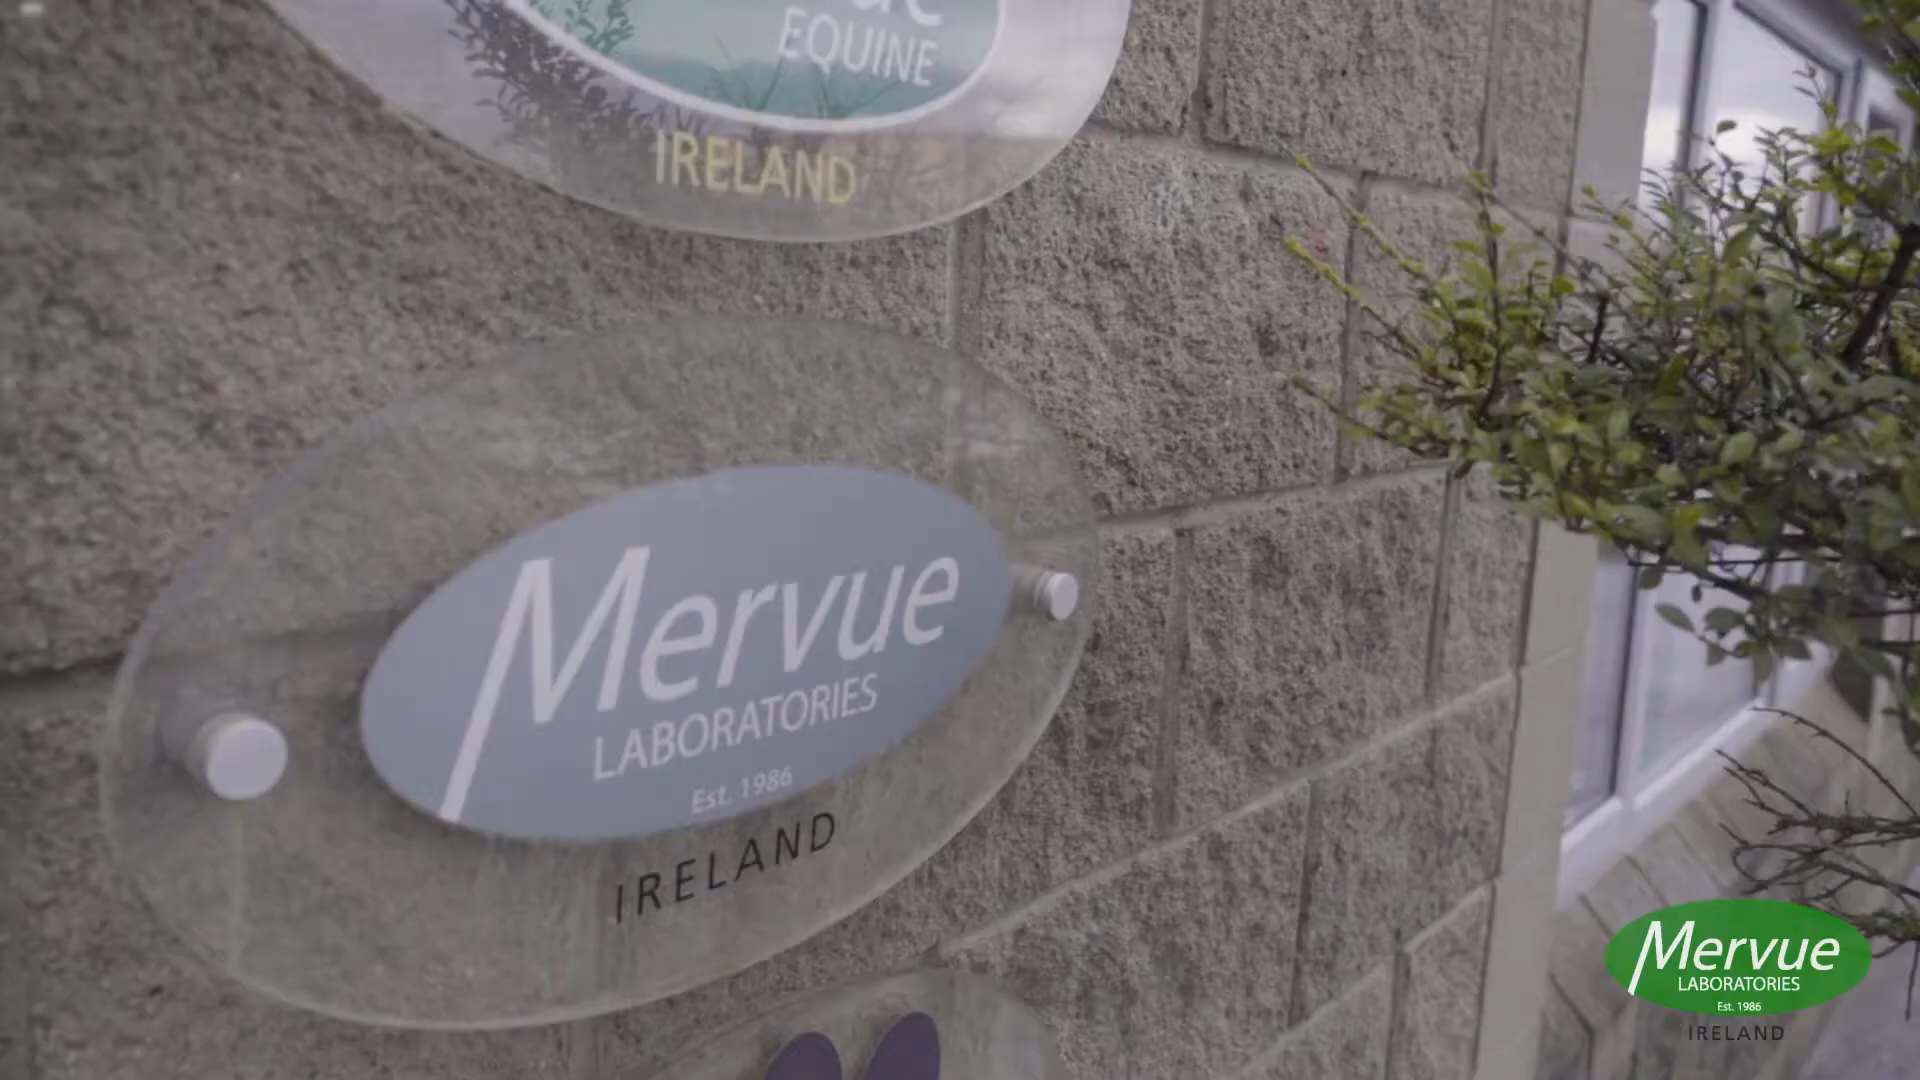 EQUINE
IRELAND
Mervue
LABORATORIES
Est. 1986
IRELAND
Mervue
LABORATORIES
Est. 1986
IRELAND